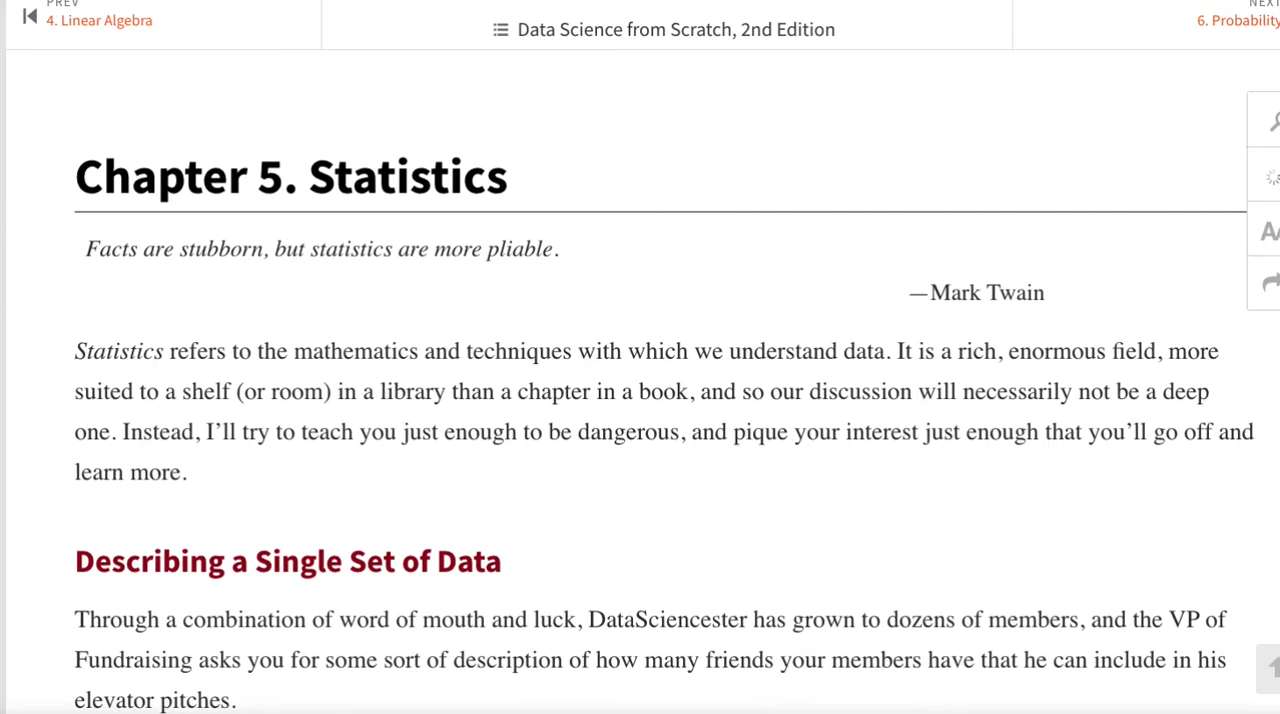 PREV
4. Linear Algebra
Data Science from Scratch, 2nd Edition
NEXT
6. Probability
Chapter 5. Statistics
Facts are stubborn, but statistics are more pliable.
—Mark Twain
Statistics refers to the mathematics and techniques with which we understand data. It is a rich, enormous field, more
suited to a shelf (or room) in a library than a chapter in a book, and so our discussion will necessarily not be a deep
one. Instead, I’ll try to teach you just enough to be dangerous, and pique your interest just enough that you’ll go off and
learn more.
Describing a Single Set of Data
Through a combination of word of mouth and luck, DataSciencester has grown to dozens of members, and the VP of
Fundraising asks you for some sort of description of how many friends your members have that he can include in his
elevator pitches.